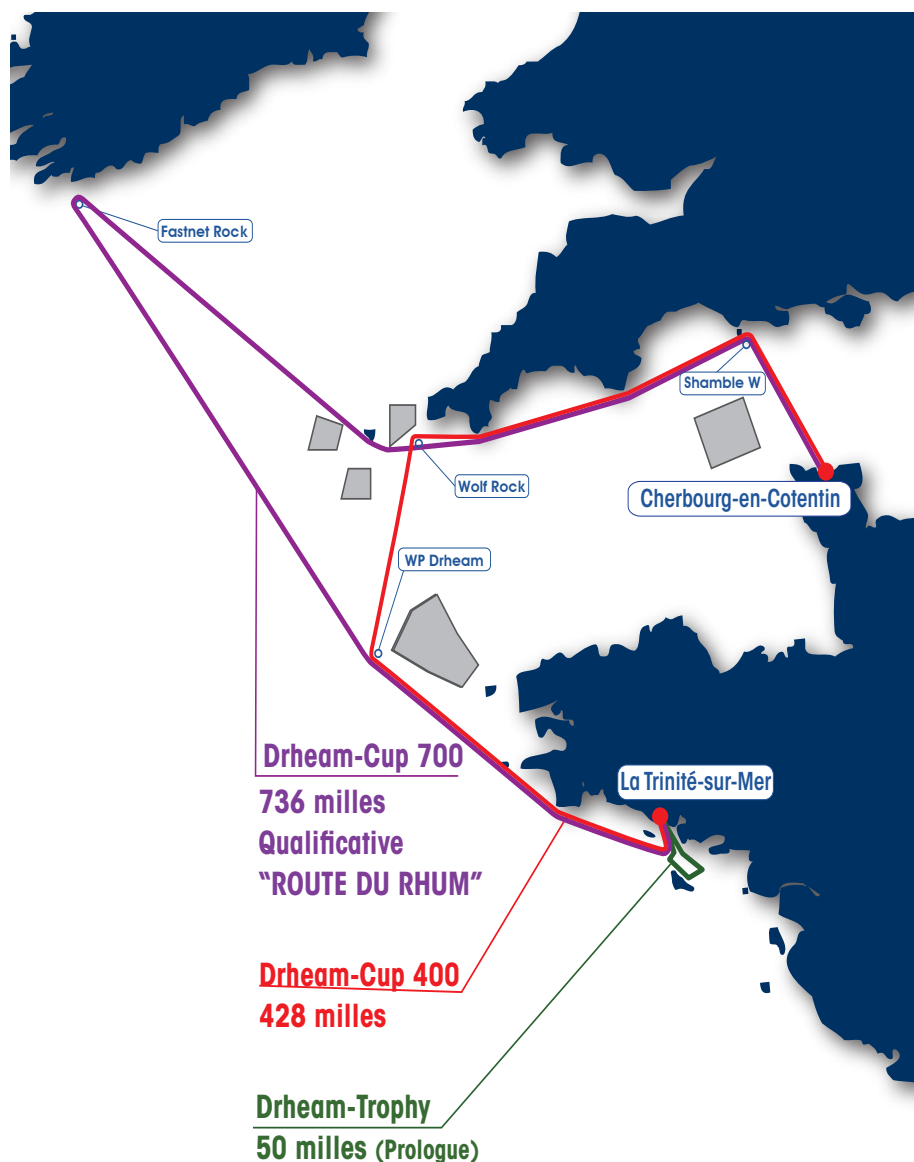 Fastnet Rock
Shamble W
Wolf Rock
Cherbourg-en-Cotentin
WP Drheam
Drheam-Cup 700
736 milles
Qualificative
“ROUTE DU RHUM”
La Trinité-sur-Mer
Drheam-Cup 400
428 milles
Drheam-Trophy
50 milles (Prologue)